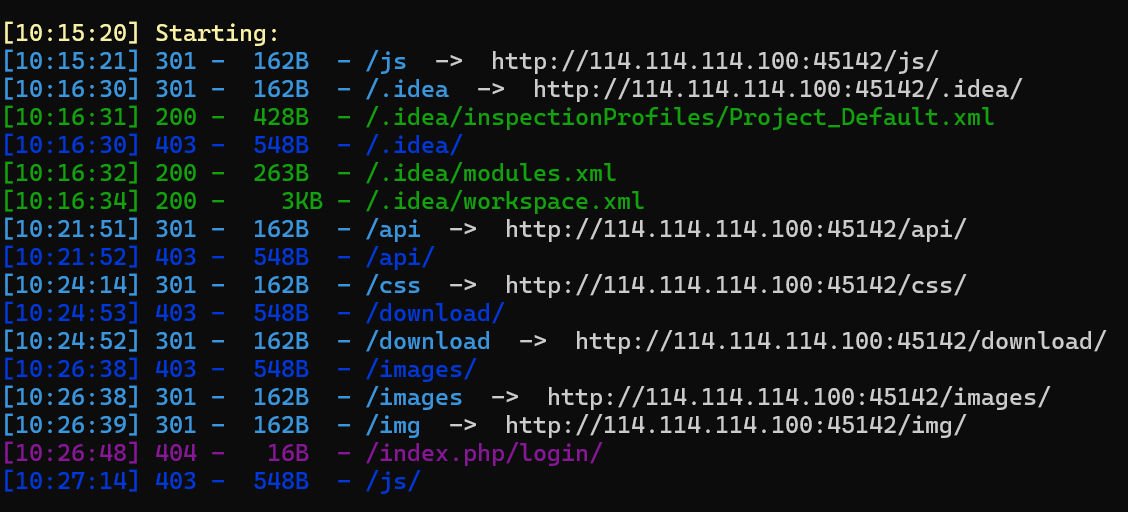 [10:15:20] Starting:
[10:15:21] 301 -  162B  - /js  ->  http://114.114.114.100:45142/js/
[10:16:30] 301 -  162B  - /.idea  ->  http://114.114.114.100:45142/.idea/
[10:16:31] 200 -  428B  - /.idea/inspectionProfiles/Project_Default.xml
[10:16:30] 403 -  548B  - /.idea/
[10:16:32] 200 -  263B  - /.idea/modules.xml
[10:16:34] 200 -    3KB - /.idea/workspace.xml
[10:21:51] 301 -  162B  - /api  ->  http://114.114.114.100:45142/api/
[10:21:52] 403 -  548B  - /api/
[10:24:14] 301 -  162B  - /css  ->  http://114.114.114.100:45142/css/
[10:24:53] 403 -  548B  - /download/
[10:24:52] 301 -  162B  - /download  ->  http://114.114.114.100:45142/download/
[10:26:38] 403 -  548B  - /images/
[10:26:38] 301 -  162B  - /images  ->  http://114.114.114.100:45142/images/
[10:26:39] 301 -  162B  - /img  ->  http://114.114.114.100:45142/img/
[10:26:48] 404 -   16B  - /index.php/login/
[10:27:14] 403 -  548B  - /js/